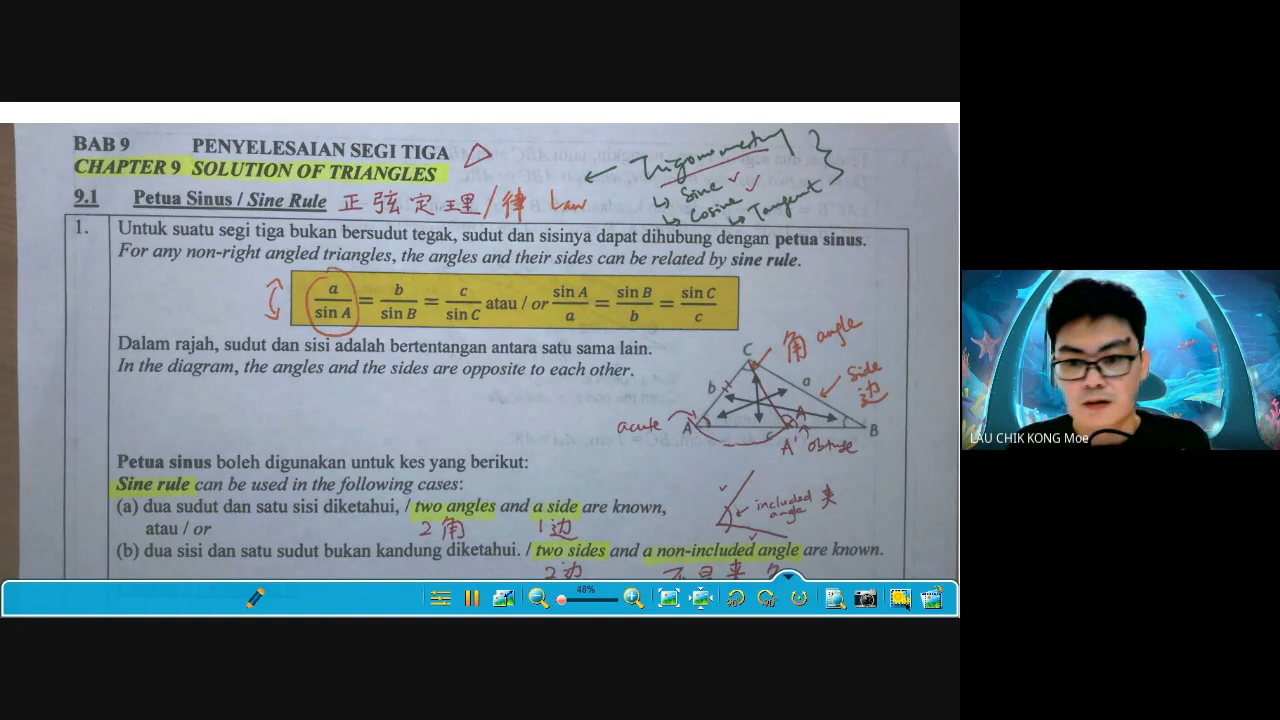 BAB 9 PENYELESAIAN SEGI TIGA
CHAPTER 9 SOLUTION OF TRIANGLES
Trigonometry
↳ Sine ✓✓
↳ Cosine
↳ Tangent
9.1 Petua Sinus / Sine Rule 正弦定理/律 Law
1. Untuk suatu segi tiga bukan bersudut tegak, sudut dan sisinya dapat dihubung dengan petua sinus.
For any non-right angled triangles, the angles and their sides can be related by sine rule.
a/sin A = b/sin B = c/sin C atau / or sin A/a = sin B/b = sin C/c
Dalam rajah, sudut dan sisi adalah bertentangan antara satu sama lain.
In the diagram, the angles and the sides are opposite to each other.
C 角 angle
b a side 边
acute A c A B
A' obtuse
Petua sinus boleh digunakan untuk kes yang berikut:
Sine rule can be used in the following cases:
included angle 夹
(a) dua sudut dan satu sisi diketahui, / two angles and a side are known,
atau / or
2角 1边
(b) dua sisi dan satu sudut bukan kandung diketahui. / two sides and a non-included angle are known.
2边
48%
LAU CHIK KONG Moe